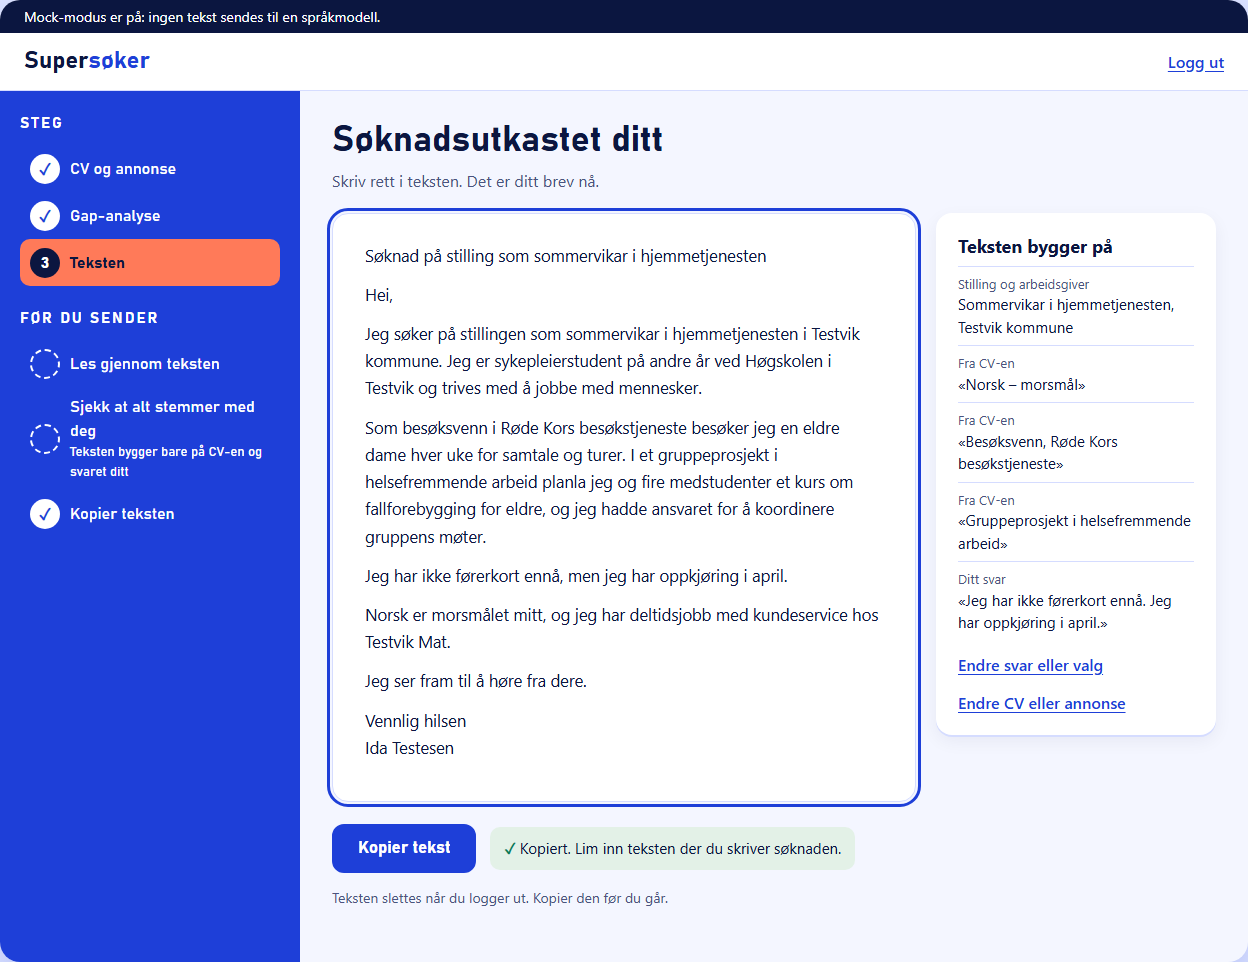 Mock-modus er på: ingen tekst sendes til en språkmodell.
Supersøker
Logg ut
STEG
CV og annonse
Gap-analyse
3 Teksten
FØR DU SENDER
Les gjennom teksten
Sjekk at alt stemmer med
deg
Teksten bygger bare på CV-en og
svaret ditt
Kopier teksten
Søknadsutkastet ditt
Skriv rett i teksten. Det er ditt brev nå.
Søknad på stilling som sommervikar i hjemmetjenesten
Hei,
Jeg søker på stillingen som sommervikar i hjemmetjenesten i Testvik
kommune. Jeg er sykepleierstudent på andre år ved Høgskolen i
Testvik og trives med å jobbe med mennesker.
Som besøksvenn i Røde Kors besøkstjeneste besøker jeg en eldre
dame hver uke for samtale og turer. I et gruppeprosjekt i
helsefremmende arbeid planla jeg og fire medstudenter et kurs om
fallforebygging for eldre, og jeg hadde ansvaret for å koordinere
gruppens møter.
Jeg har ikke førerkort ennå, men jeg har oppkjøring i april.
Norsk er morsmålet mitt, og jeg har deltidsjobb med kundeservice hos
Testvik Mat.
Jeg ser fram til å høre fra dere.
Vennlig hilsen
Ida Testesen
Kopier tekst
✓ Kopiert. Lim inn teksten der du skriver søknaden.
Teksten slettes når du logger ut. Kopier den før du går.
Teksten bygger på
Stilling og arbeidsgiver
Sommervikar i hjemmetjenesten,
Testvik kommune
Fra CV-en
«Norsk – morsmål»
Fra CV-en
«Besøksvenn, Røde Kors
besøkstjeneste»
Fra CV-en
«Gruppeprosjekt i helsefremmende
arbeid»
Ditt svar
«Jeg har ikke førerkort ennå. Jeg
har oppkjøring i april.»
Endre svar eller valg
Endre CV eller annonse